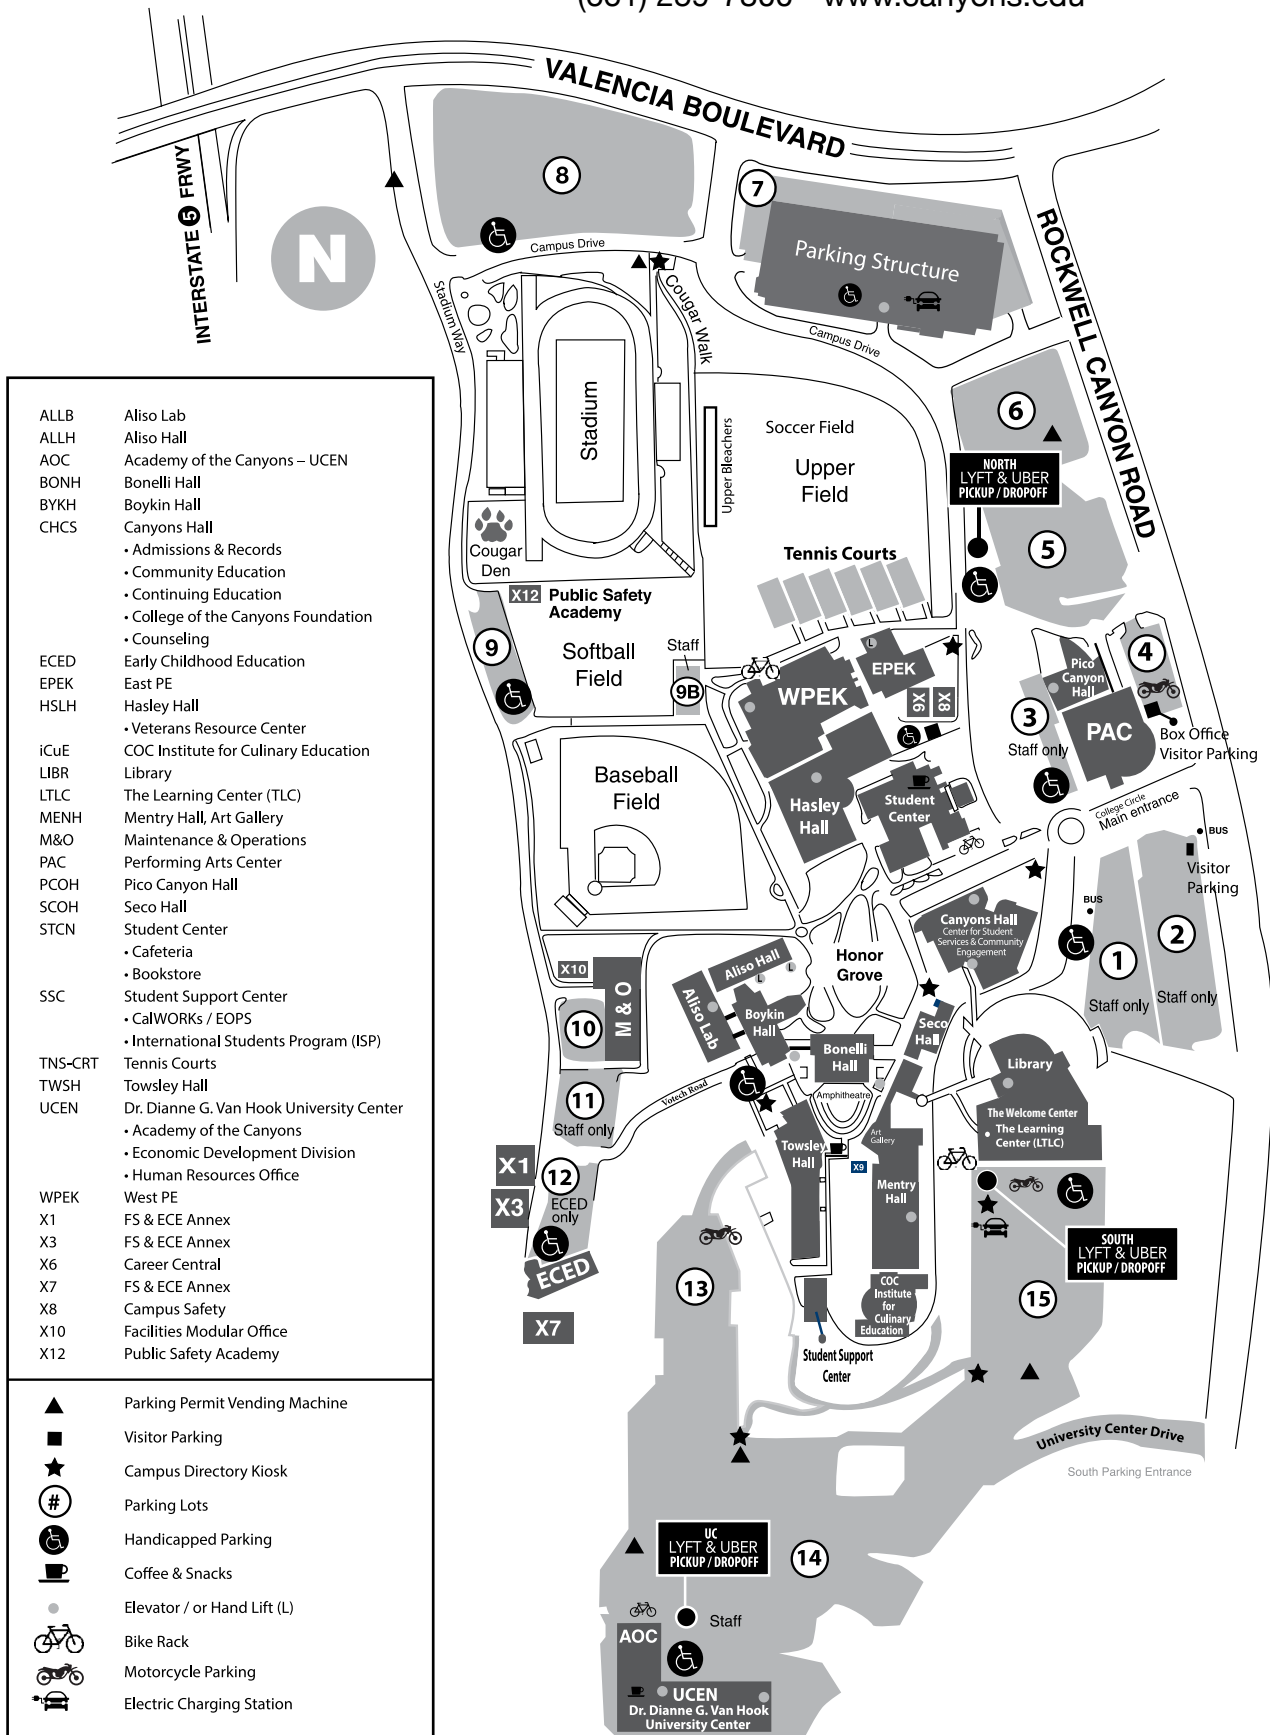 www.canyons.edu
VALENCIA BOULEVARD
INTERSTATE 5 FRWY
N
8
7
Parking Structure
ROCKWELL CANYON ROAD
Campus Drive
Stadium Way
Cougar Walk
Campus Drive
Stadium
Upper Bleachers
Soccer Field
Upper
Field
6
NORTH
LYFT & UBER
PICKUP / DROPOFF
5
Tennis Courts
Cougar
Den
X12 Public Safety
Academy
9
Softball
Field
Staff
9B
WPEK
L
EPEK
X6
X8
Pico
Canyon
Hall
4
3
Staff only
PAC
Box Office
Visitor Parking
Baseball
Field
Hasley
Hall
Student
Center
College Circle
Main entrance
BUS
Visitor
Parking
BUS
Canyons Hall
Center for Student
Services & Community
Engagement
1
Staff only
2
Staff only
Honor
Grove
X10
M & O
10
Aliso Hall
L
L
Aliso Lab
Boykin
Hall
Bonelli
Hall
Seco
Hall
Library
The Welcome Center
The Learning
Center (LTLC)
11
Staff only
Votech Road
Amphitheatre
Art
Gallery
Towsley
Hall
X9
Mentry
Hall
X1
X3
12
ECED
only
ECED
X7
13
SOUTH
LYFT & UBER
PICKUP / DROPOFF
15
COC
Institute
for
Culinary
Education
Student Support
Center
University Center Drive
South Parking Entrance
UC
LYFT & UBER
PICKUP / DROPOFF
14
Staff
AOC
UCEN
Dr. Dianne G. Van Hook
University Center
ALLB Aliso Lab
ALLH Aliso Hall
AOC Academy of the Canyons – UCEN
BONH Bonelli Hall
BYKH Boykin Hall
CHCS Canyons Hall
• Admissions & Records
• Community Education
• Continuing Education
• College of the Canyons Foundation
• Counseling
ECED Early Childhood Education
EPEK East PE
HSLH Hasley Hall
• Veterans Resource Center
iCuE COC Institute for Culinary Education
LIBR Library
LTLC The Learning Center (TLC)
MENH Mentry Hall, Art Gallery
M&O Maintenance & Operations
PAC Performing Arts Center
PCOH Pico Canyon Hall
SCOH Seco Hall
STCN Student Center
• Cafeteria
• Bookstore
SSC Student Support Center
• CalWORKs / EOPS
• International Students Program (ISP)
TNS-CRT Tennis Courts
TWSH Towsley Hall
UCEN Dr. Dianne G. Van Hook University Center
• Academy of the Canyons
• Economic Development Division
• Human Resources Office
WPEK West PE
X1 FS & ECE Annex
X3 FS & ECE Annex
X6 Career Central
X7 FS & ECE Annex
X8 Campus Safety
X10 Facilities Modular Office
X12 Public Safety Academy
Parking Permit Vending Machine
Visitor Parking
Campus Directory Kiosk
# Parking Lots
Handicapped Parking
Coffee & Snacks
Elevator / or Hand Lift (L)
Bike Rack
Motorcycle Parking
Electric Charging Station